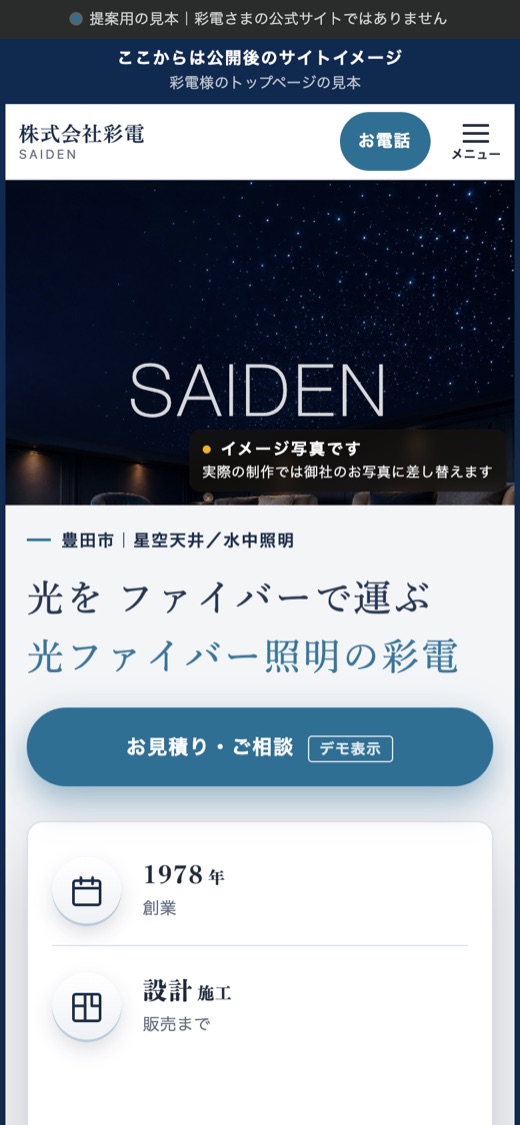 提案用の見本｜彩電さまの公式サイトではありません
ここからは公開後のサイトイメージ
彩電様のトップページの見本
株式会社彩電
SAIDEN
お電話
メニュー
SAIDEN
イメージ写真です
実際の制作では御社のお写真に差し替えます
豊田市｜星空天井／水中照明
光を ファイバーで運ぶ
光ファイバー照明の彩電
お見積り・ご相談 デモ表示
1978 年
創業
設計 施工
販売まで